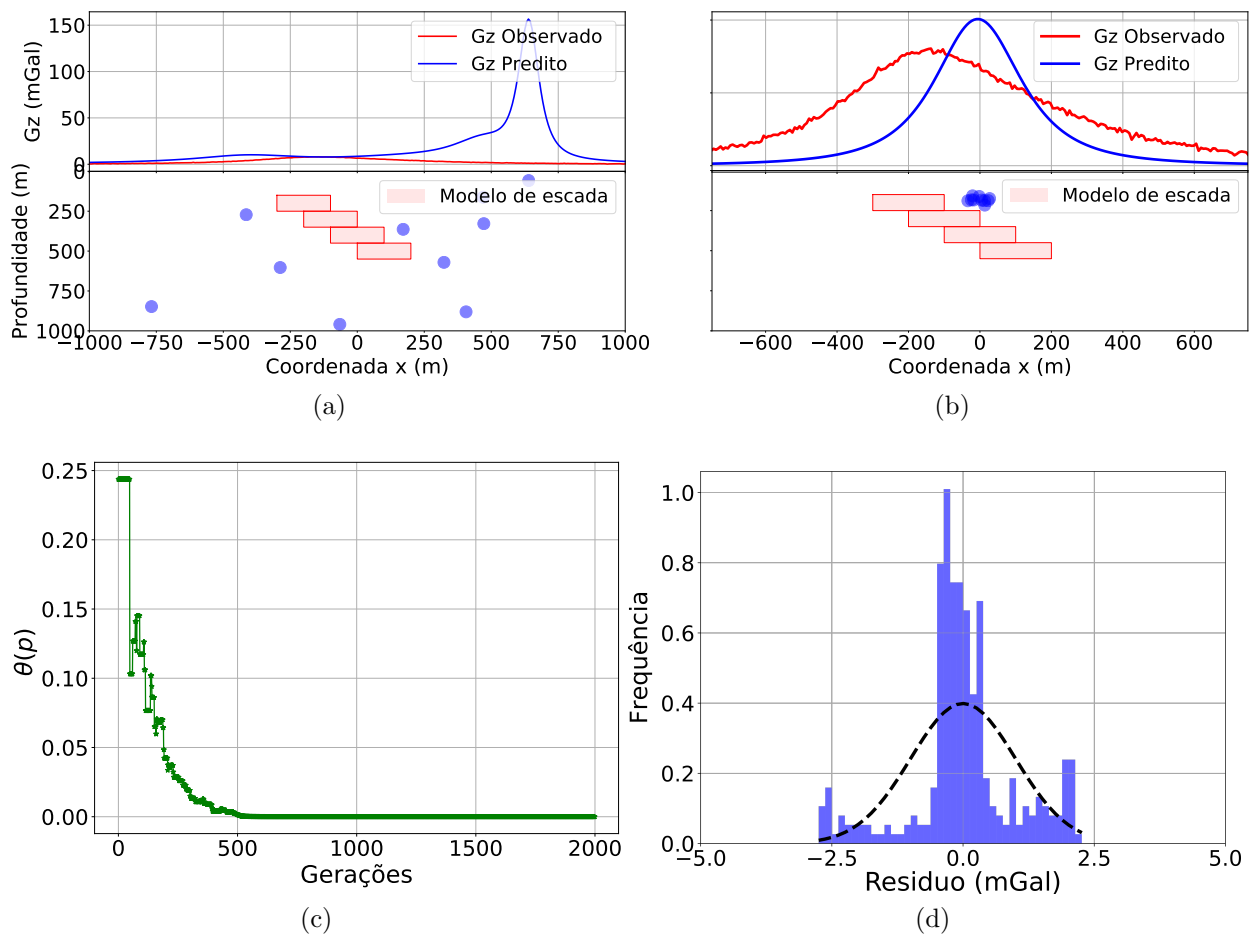 Gz (mGal)
150
100
50
0
Gz Observado
Gz Predito
Profundidade (m)
0
250
500
750
1000
Modelo de escada
−1000 −750 −500 −250 0 250 500 750 1000
Coordenada x (m)
(a)
Gz Observado
Gz Predito
Modelo de escada
−600 −400 −200 0 200 400 600
Coordenada x (m)
(b)
θ(p)
0.25
0.20
0.15
0.10
0.05
0.00
0 500 1000 1500 2000
Gerações
(c)
Frequência
1.0
0.8
0.6
0.4
0.2
0.0
−5.0 −2.5 0.0 2.5 5.0
Residuo (mGal)
(d)